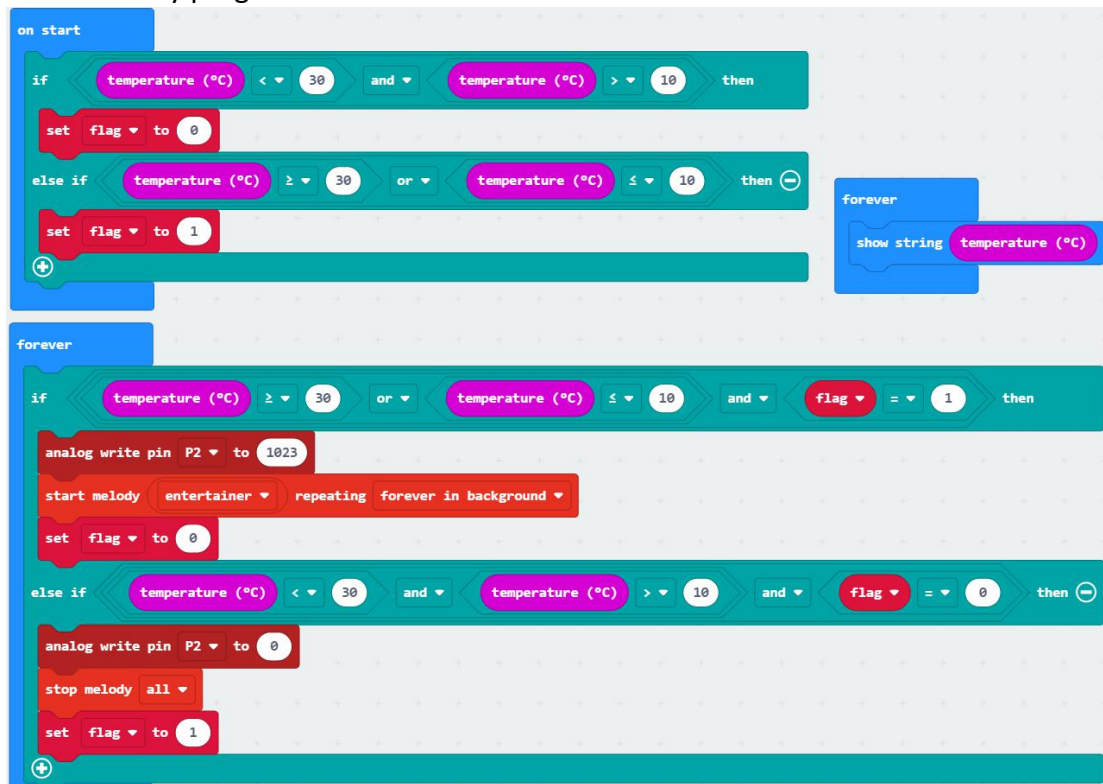 on start
if temperature (°C) < 30 and temperature (°C) > 10 then
set flag to 0
else if temperature (°C) ≥ 30 or temperature (°C) ≤ 10 then
set flag to 1
forever
show string temperature (°C)
forever
if temperature (°C) ≥ 30 or temperature (°C) ≤ 10 and flag = 1 then
analog write pin P2 to 1023
start melody entertainer repeating forever in background
set flag to 0
else if temperature (°C) < 30 and temperature (°C) > 10 and flag = 0 then
analog write pin P2 to 0
stop melody all
set flag to 1